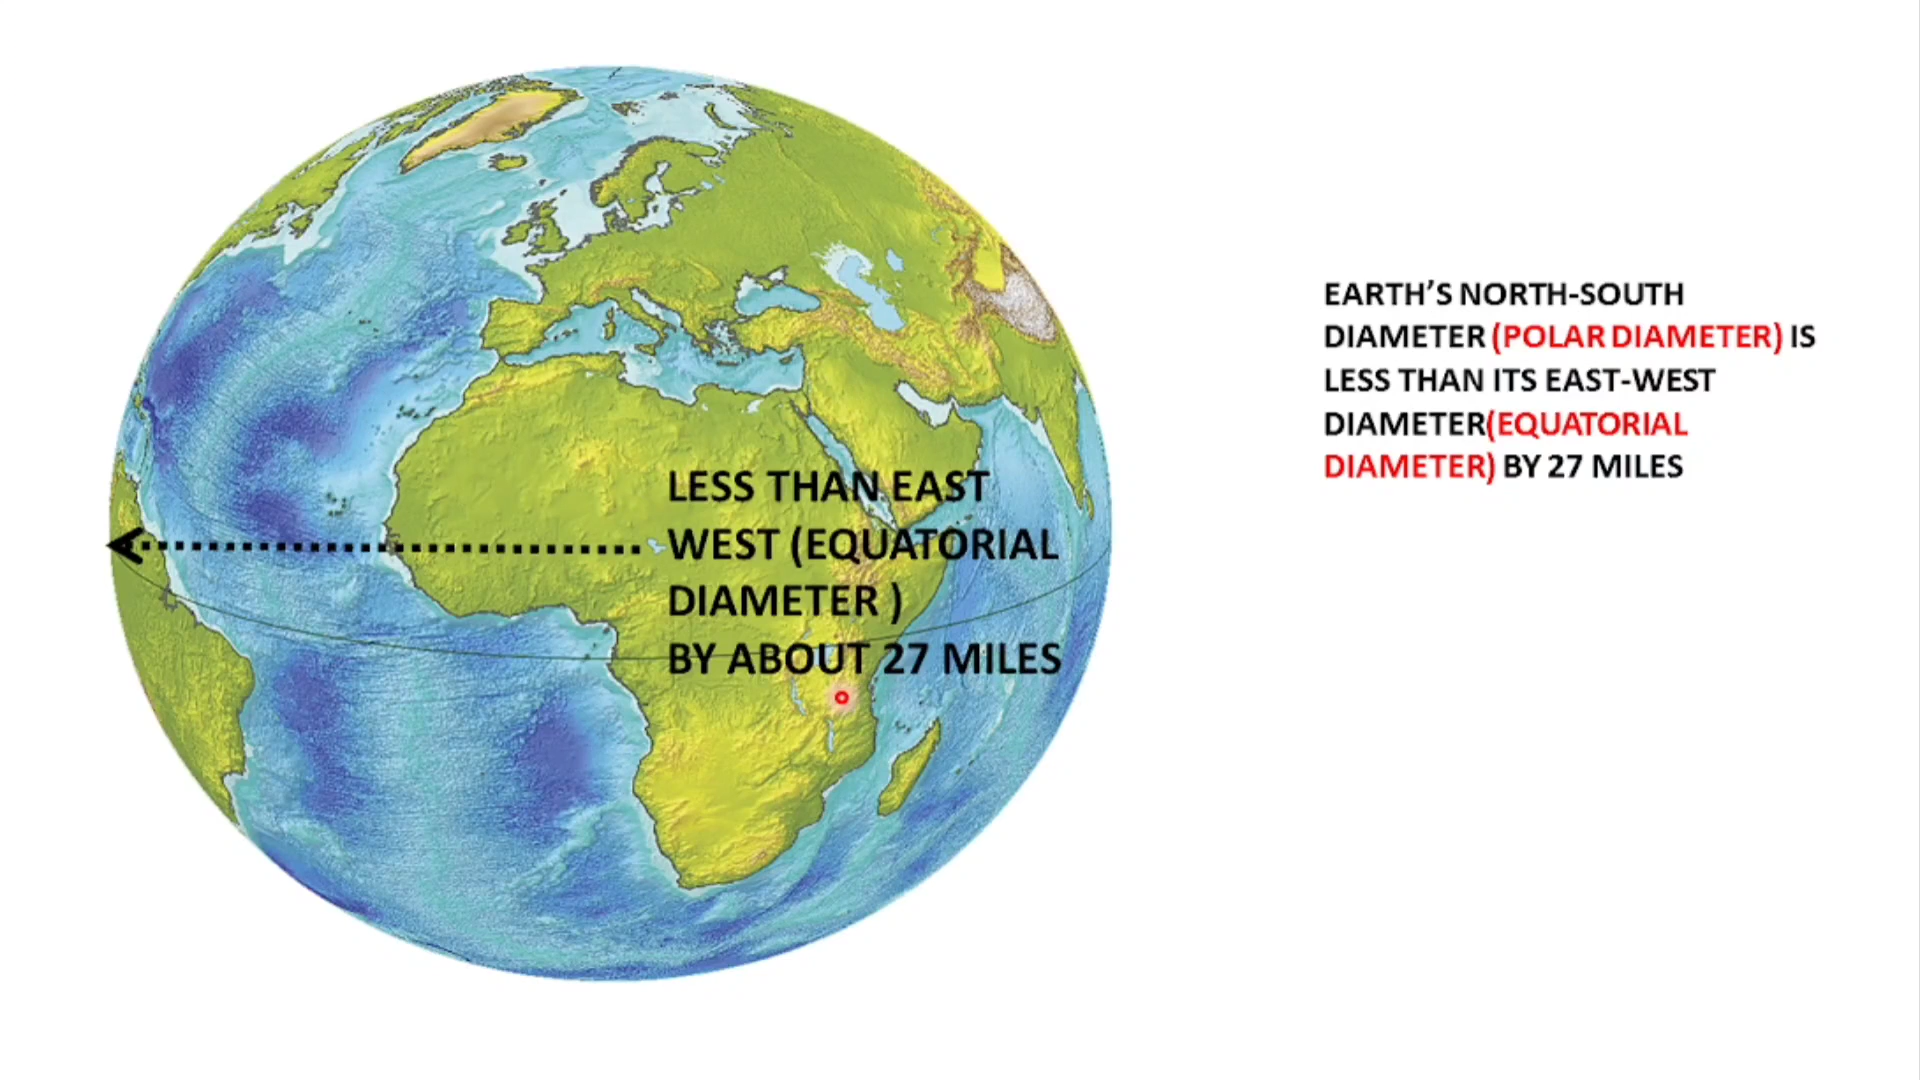 LESS THAN EAST
WEST (EQUATORIAL
DIAMETER )
BY ABOUT 27 MILES
EARTH’S NORTH-SOUTH
DIAMETER (POLAR DIAMETER) IS
LESS THAN ITS EAST-WEST
DIAMETER(EQUATORIAL
DIAMETER) BY 27 MILES